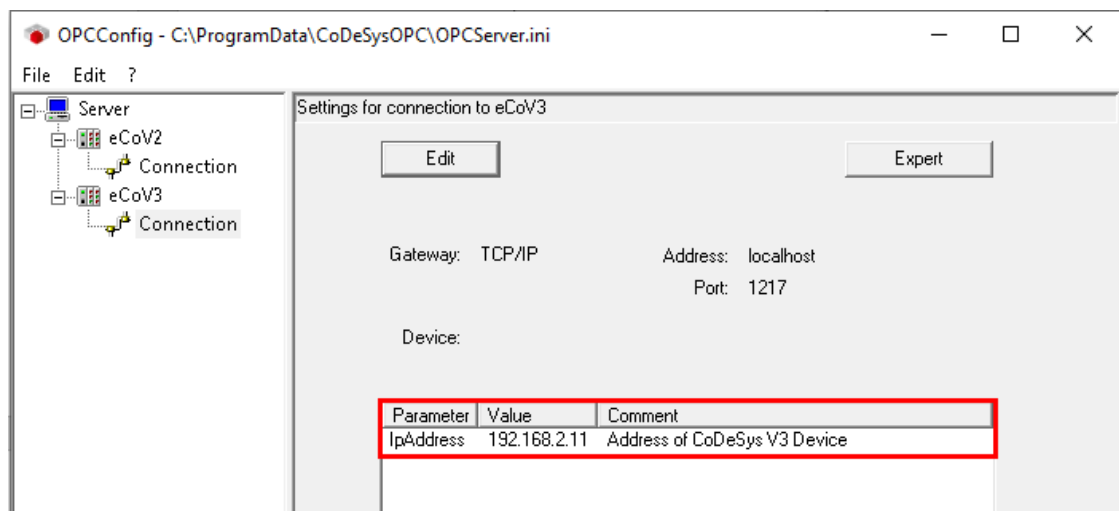 OPCConfig - C:\ProgramData\CoDeSysOPC\OPCServer.ini
File Edit ?
Server
eCoV2
Connection
eCoV3
Connection
Settings for connection to eCoV3
Edit Expert
Gateway: TCP/IP Address: localhost
Port: 1217
Device:
Parameter Value Comment
IpAddress 192.168.2.11 Address of CoDeSys V3 Device